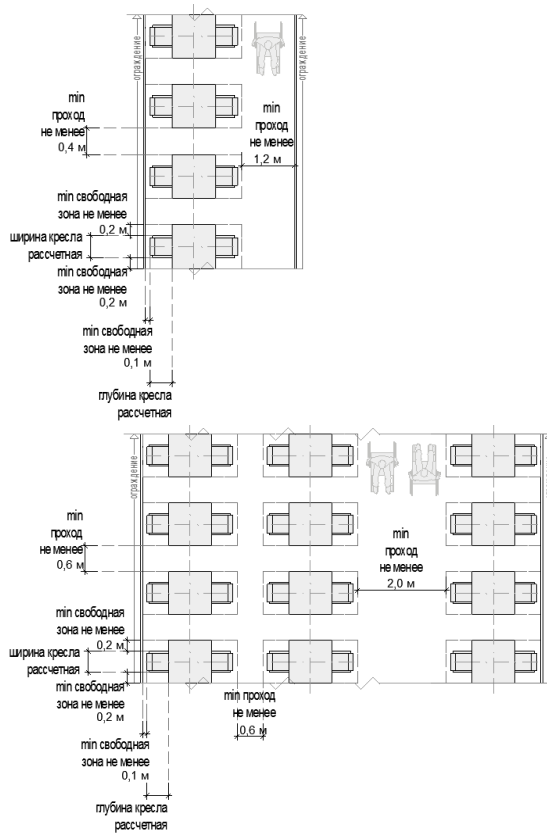 ограждение
ограждение
min
проход
не менее
0,4 м
min
проход
не менее
1,2 м
min свободная
зона не менее
0,2 м
ширина кресла
рассчетная
min свободная
зона не менее
0,2 м
min свободная
зона не менее
0,1 м
глубина кресла
рассчетная
ограждение
min
проход
не менее
0,6 м
min
проход
не менее
2,0 м
min свободная
зона не менее
0,2 м
ширина кресла
рассчетная
min свободная
зона не менее
0,2 м
min проход
не менее
0,6 м
min свободная
зона не менее
0,1 м
глубина кресла
рассчетная